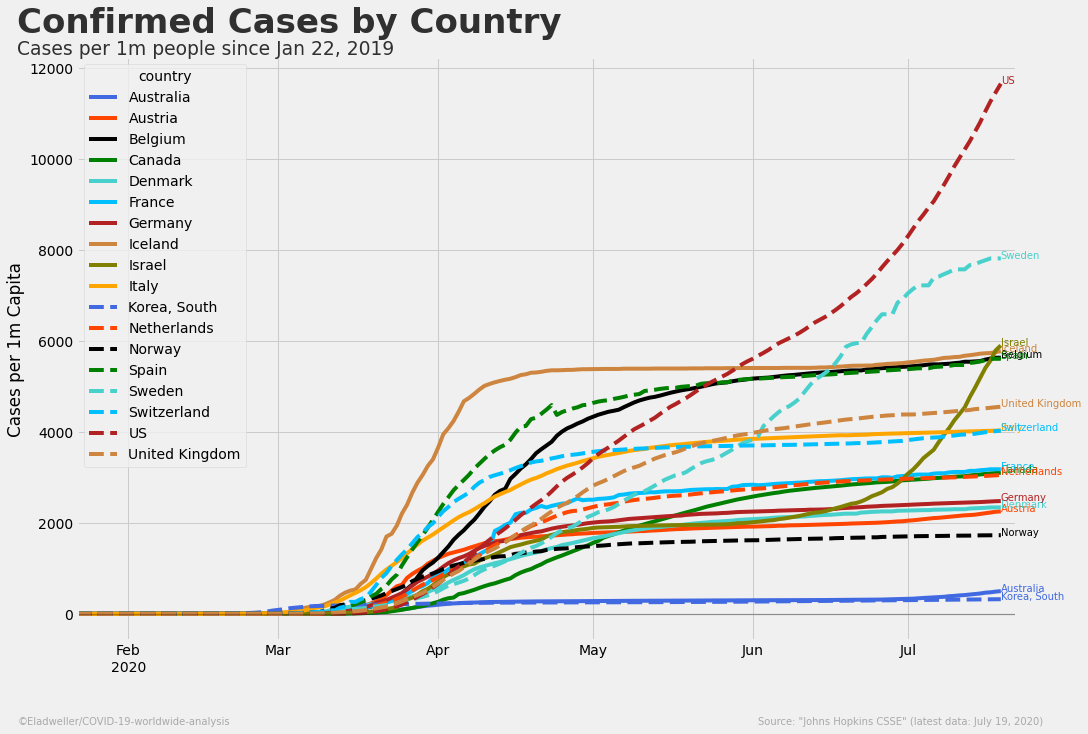 Confirmed Cases by Country
Cases per 1m people since Jan 22, 2019
Cases per 1m Capita
12000
10000
8000
6000
4000
2000
0
country
Australia
Austria
Belgium
Canada
Denmark
France
Germany
Iceland
Israel
Italy
Korea, South
Netherlands
Norway
Spain
Sweden
Switzerland
US
United Kingdom
US
Sweden
Israel
Iceland
Belgium
United Kingdom
Switzerland
France
Netherlands
Germany
Denmark
Austria
Norway
Australia
Korea, South
Feb
2020
Mar
Apr
May
Jun
Jul
©Eladweller/COVID-19-worldwide-analysis
Source: "Johns Hopkins CSSE" (latest data: July 19, 2020)